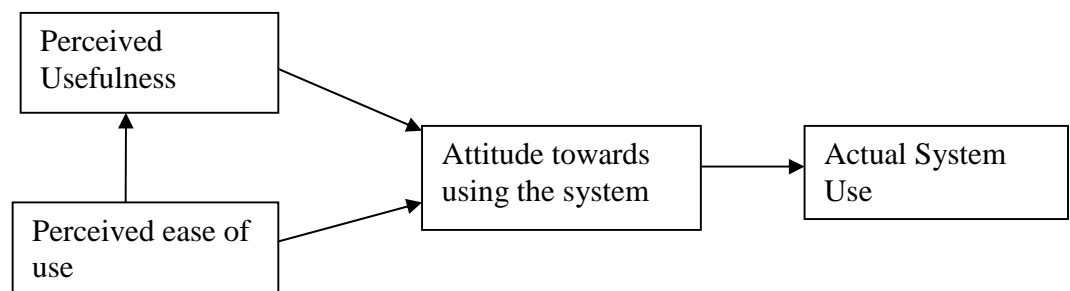 Perceived
Usefulness
Attitude towards
using the system
Actual System
Use
Perceived ease of
use